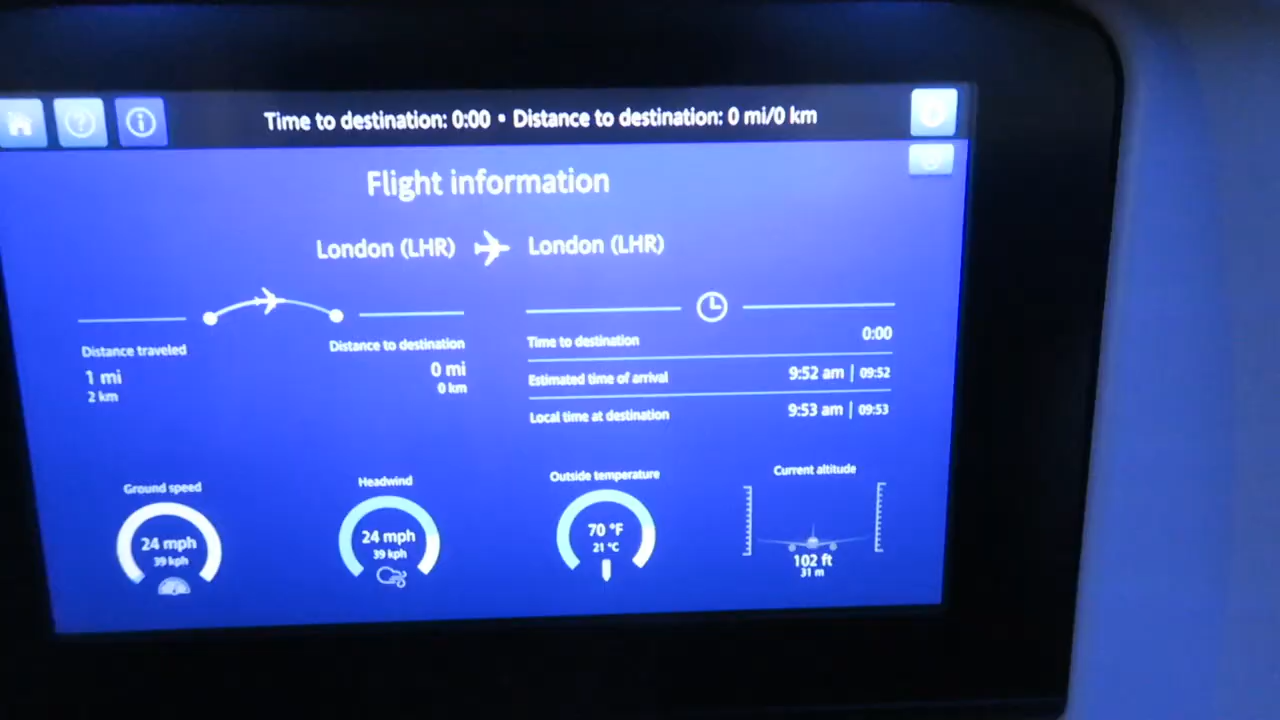 Time to destination: 0:00 • Distance to destination: 0 mi/0 km
Flight information
London (LHR) London (LHR)
Distance traveled
1 mi
2 km
Distance to destination
0 mi
0 km
Time to destination 0:00
Estimated time of arrival 9:52 am | 09:52
Local time at destination 9:53 am | 09:53
Ground speed
24 mph
39 kph
Headwind
24 mph
39 kph
Outside temperature
70 °F
21 °C
Current altitude
102 ft
31 m